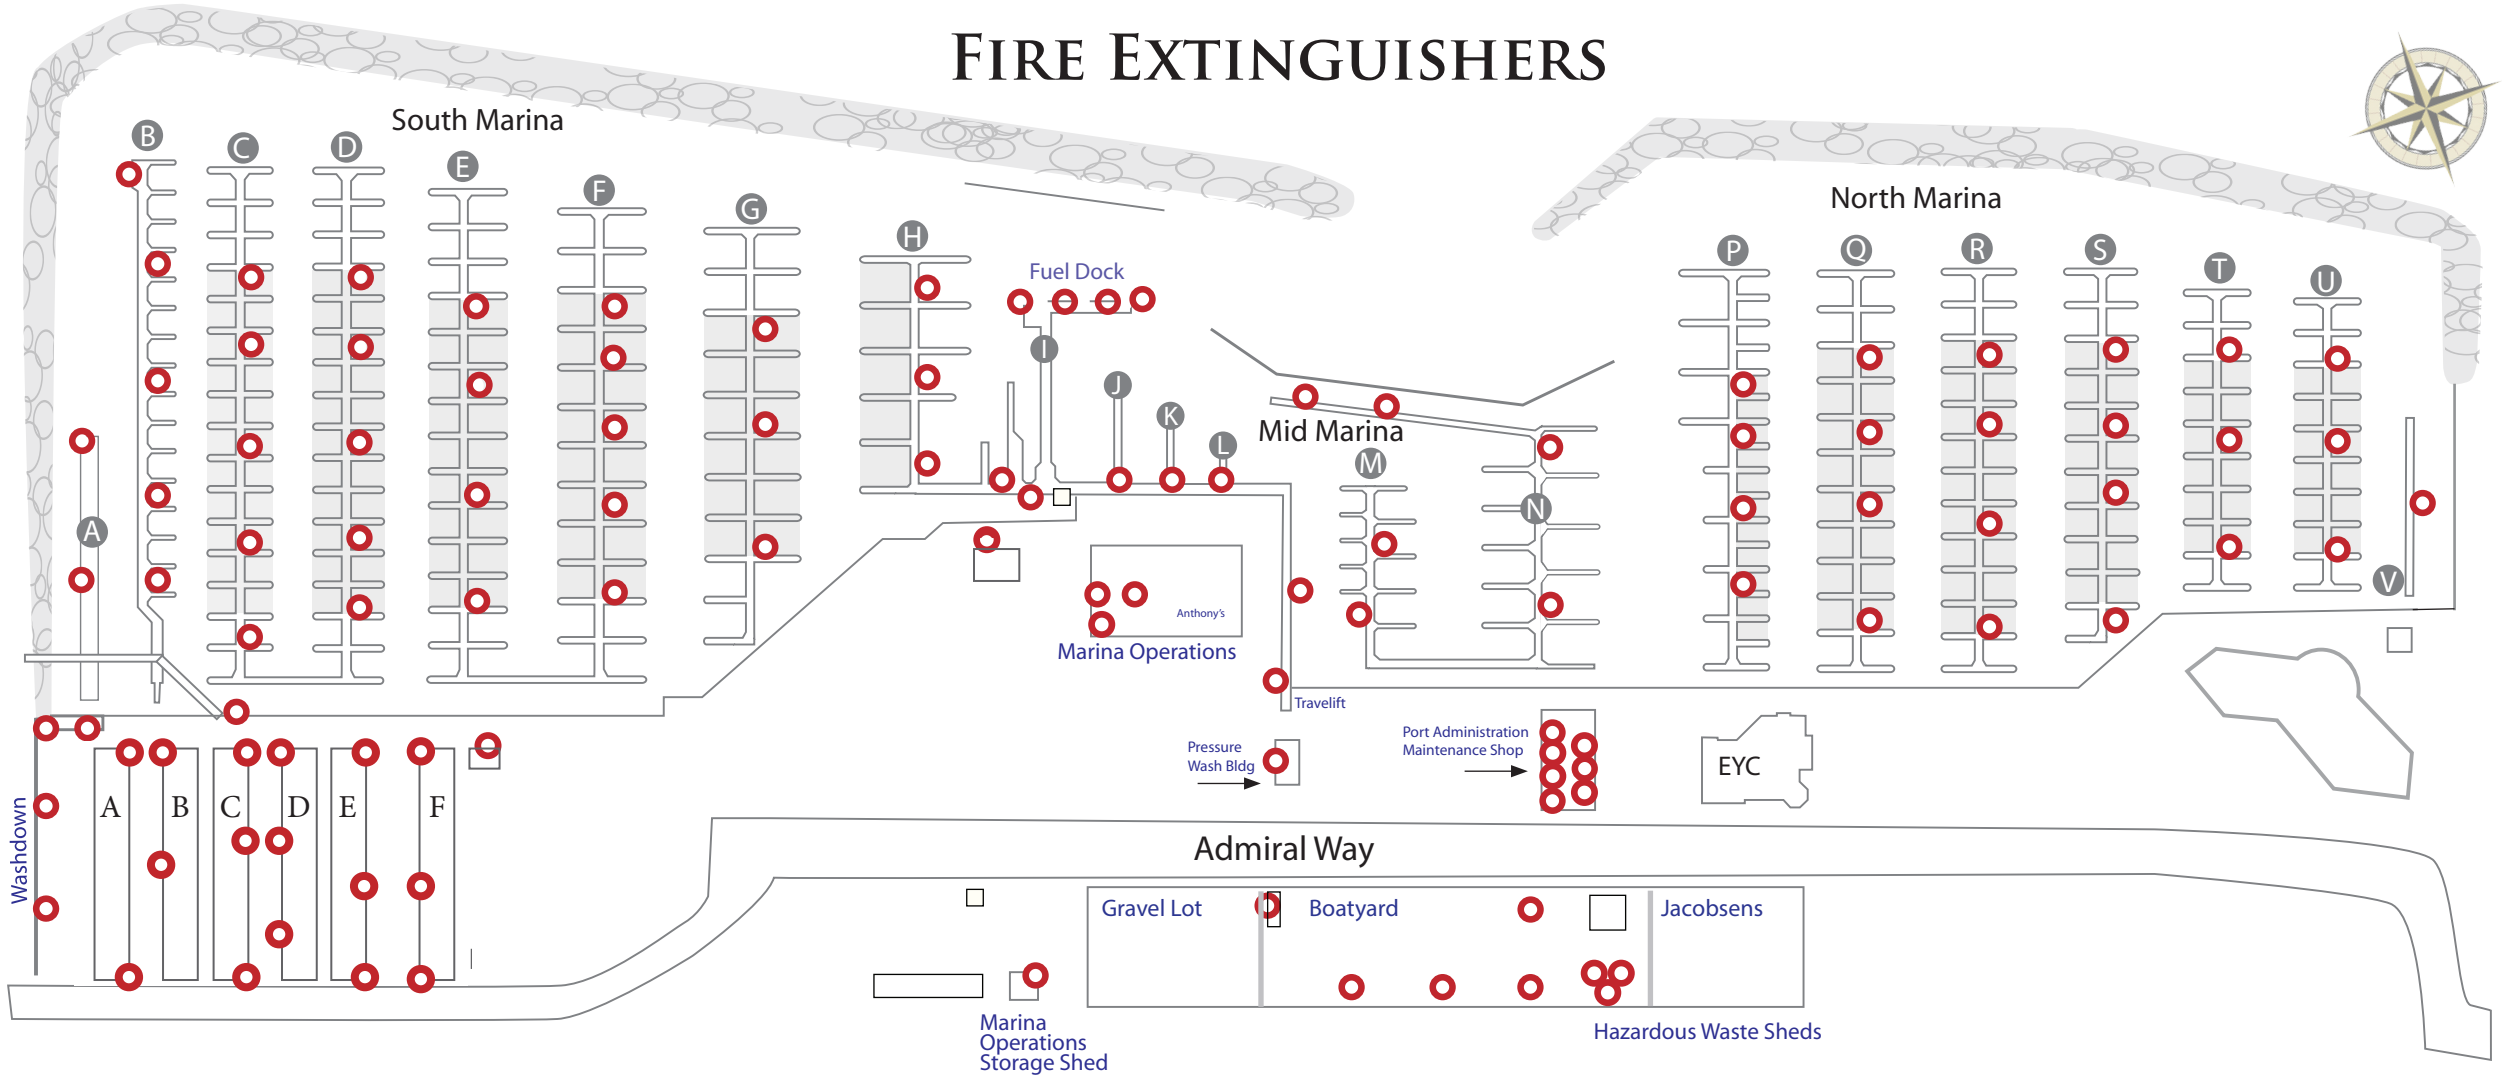 FIRE EXTINGUISHERS
South Marina
B
C
D
E
F
G
H
Fuel Dock
I
J
K
L
A
Mid Marina
M
N
North Marina
P
Q
R
S
T
U
V
Anthony's
Marina Operations
Travelift
Pressure
Wash Bldg
Port Administration
Maintenance Shop
EYC
Washdown
A
B
C
D
E
F
Admiral Way
Gravel Lot
Boatyard
Jacobsens
Marina
Operations
Storage Shed
Hazardous Waste Sheds